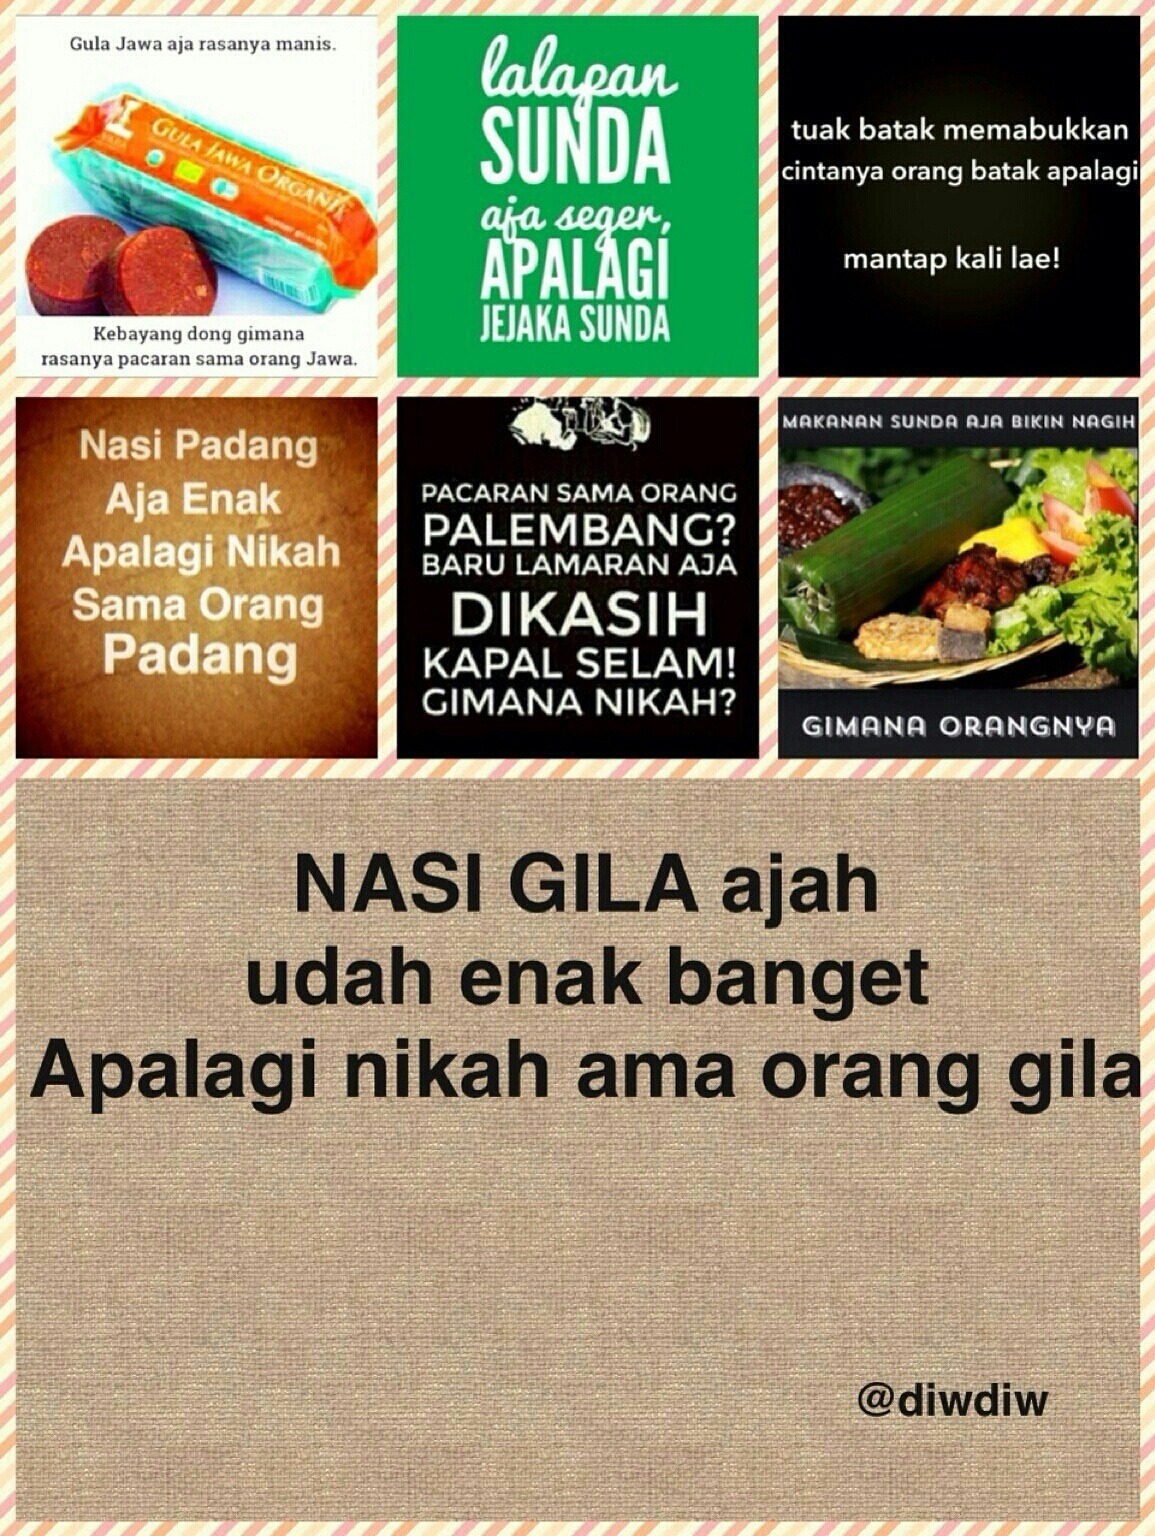 Gula Jawa aja rasanya manis.
GULA JAWA ORGANIK
Kebayang dong gimana
rasanya pacaran sama orang Jawa.
lalapan
SUNDA
aja seger,
APALAGI
JEJAKA SUNDA
tuak batak memabukkan
cintanya orang batak apalagi
mantap kali lae!
Nasi Padang
Aja Enak
Apalagi Nikah
Sama Orang
Padang
PACARAN SAMA ORANG
PALEMBANG?
BARU LAMARAN AJA
DIKASIH
KAPAL SELAM!
GIMANA NIKAH?
MAKANAN SUNDA AJA BIKIN NAGIH
GIMANA ORANGNYA
NASI GILA ajah
udah enak banget
Apalagi nikah ama orang gila
@diwdiw